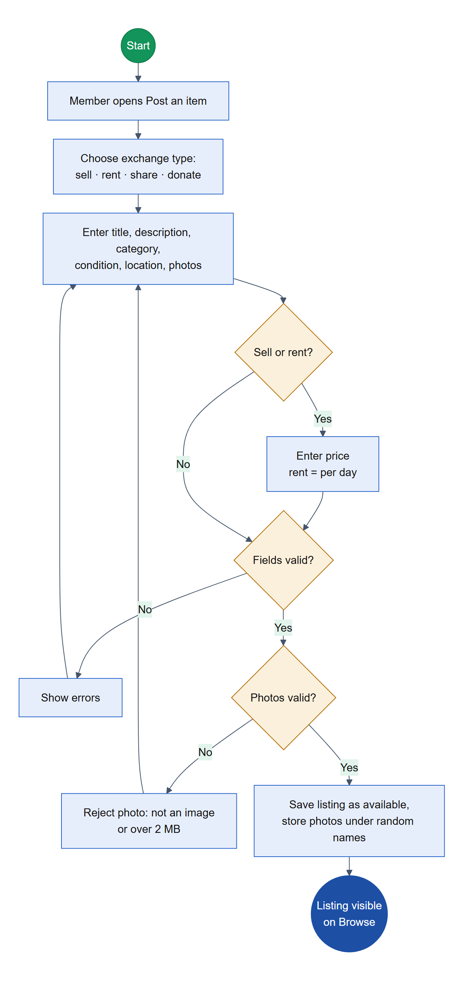 Start
Member opens Post an item
Choose exchange type:
sell · rent · share · donate
Enter title, description,
category,
condition, location, photos
Sell or rent?
Yes
No
Enter price
rent = per day
Fields valid?
No
Yes
Photos valid?
Show errors
No
Yes
Reject photo: not an image
or over 2 MB
Save listing as available,
store photos under random
names
Listing visible
on Browse